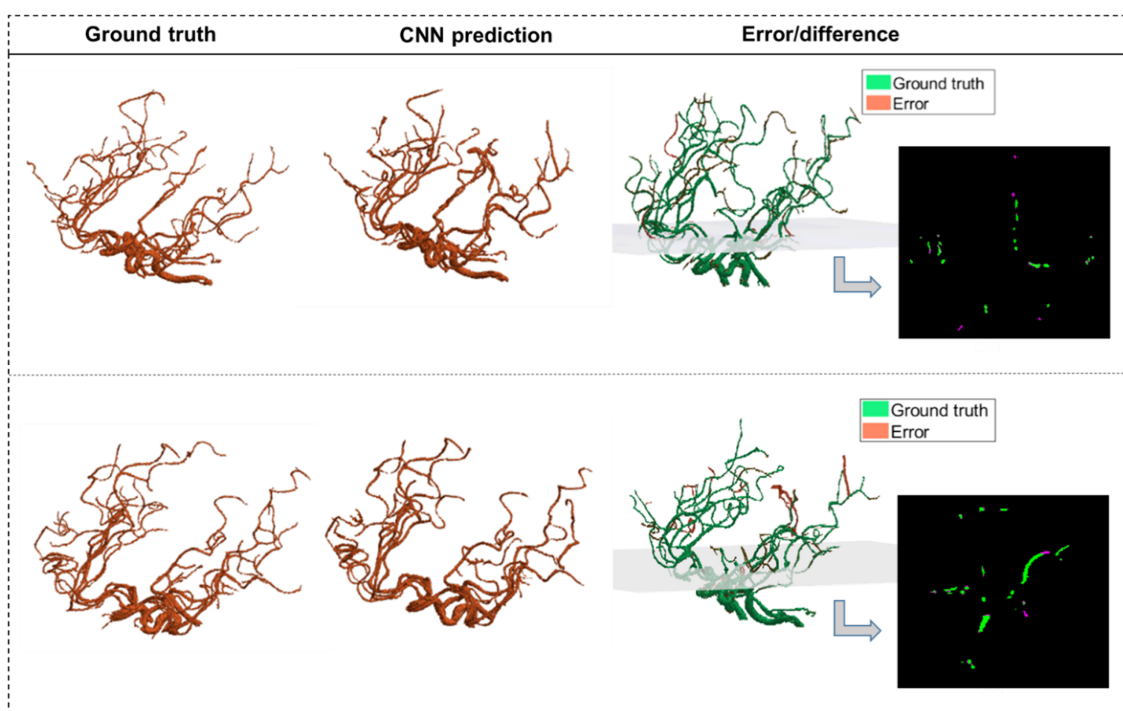 Ground truth
CNN prediction
Error/difference
Ground truth
Error
Ground truth
Error